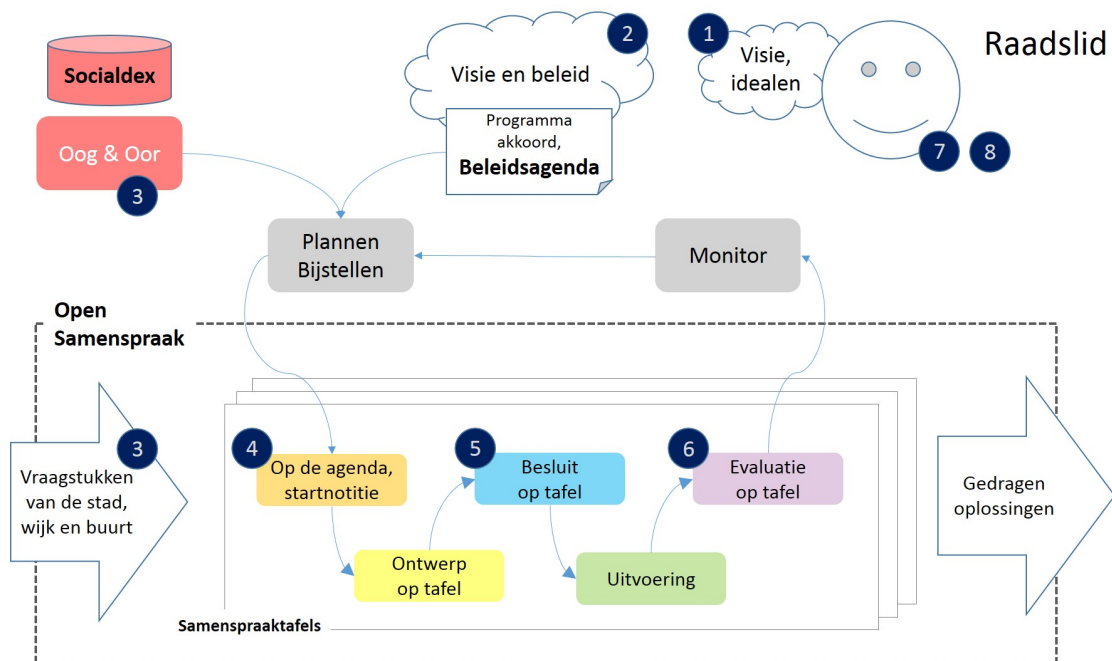 Raadslid
1
Visie,
idealen
7
8
2
Visie en beleid
Programma
akkoord,
Beleidsagenda
Socialdex
Oog & Oor
3
Plannen
Bijstellen
Monitor
Open
Samenspraak
3
Vraagstukken
van de stad,
wijk en buurt
4
Op de agenda,
startnotitie
Ontwerp
op tafel
5
Besluit
op tafel
Uitvoering
6
Evaluatie
op tafel
Samenspraaktafels
Gedragen
oplossingen